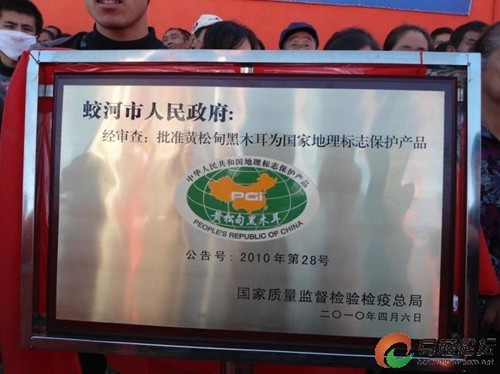 蛟河市人民政府:
经审查: 批准黄松甸黑木耳为国家地理标志保护产品
中华人民共和国地理标志保护产品
PGI
黄松甸黑木耳
PEOPLE'S REPUBLIC OF CHINA
公告号: 2010年第28号
国家质量监督检验检疫总局
二〇一〇年四月六日